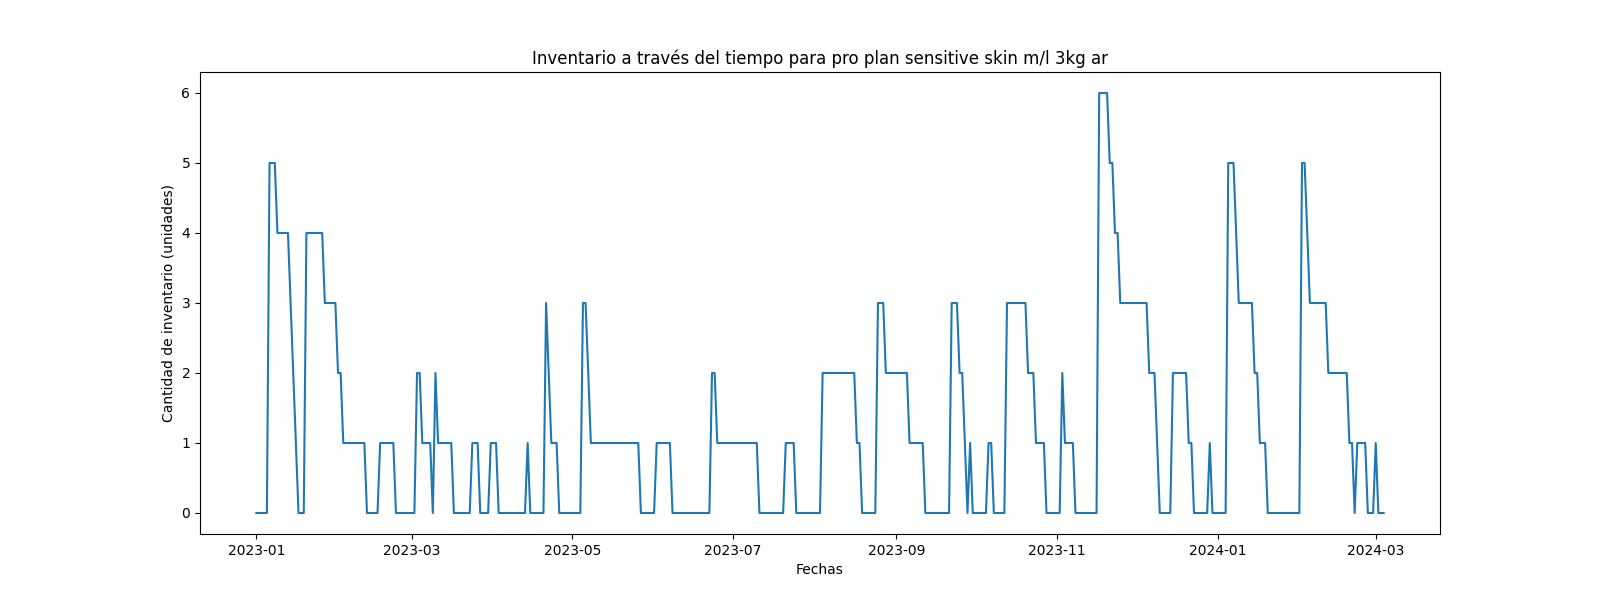 Inventario a través del tiempo para pro plan sensitive skin m/l 3kg ar
Cantidad de inventario (unidades)
6
5
4
3
2
1
0
2023-01 2023-03 2023-05 2023-07 2023-09 2023-11 2024-01 2024-03
Fechas